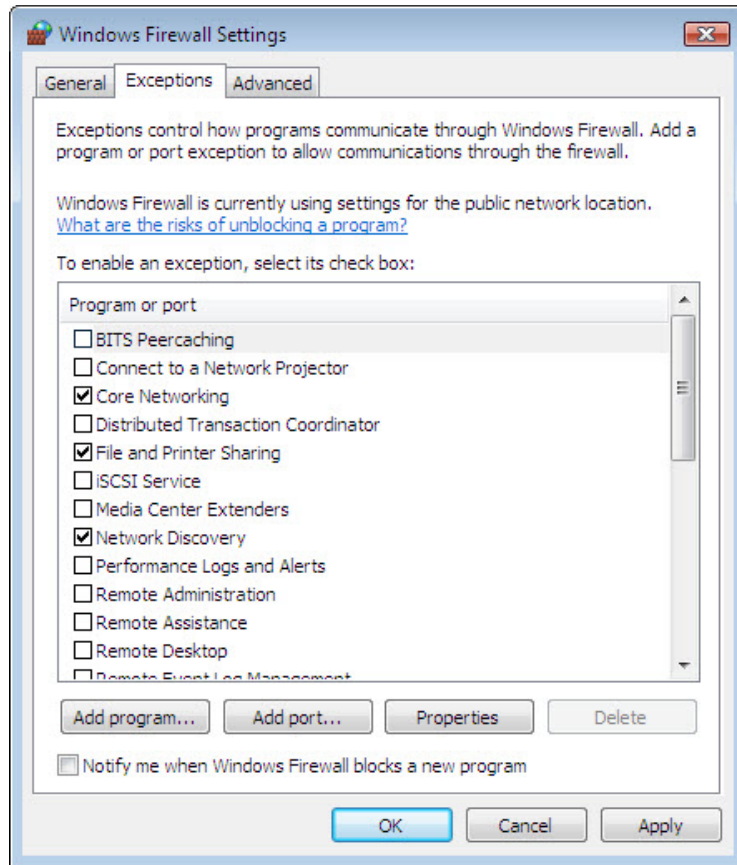 Windows Firewall Settings
General Exceptions Advanced
Exceptions control how programs communicate through Windows Firewall. Add a
program or port exception to allow communications through the firewall.
Windows Firewall is currently using settings for the public network location.
What are the risks of unblocking a program?
To enable an exception, select its check box:
Program or port
BITS Peercaching
Connect to a Network Projector
Core Networking
Distributed Transaction Coordinator
File and Printer Sharing
iSCSI Service
Media Center Extenders
Network Discovery
Performance Logs and Alerts
Remote Administration
Remote Assistance
Remote Desktop
Remote Event Log Management
Add program... Add port... Properties Delete
Notify me when Windows Firewall blocks a new program
OK Cancel Apply